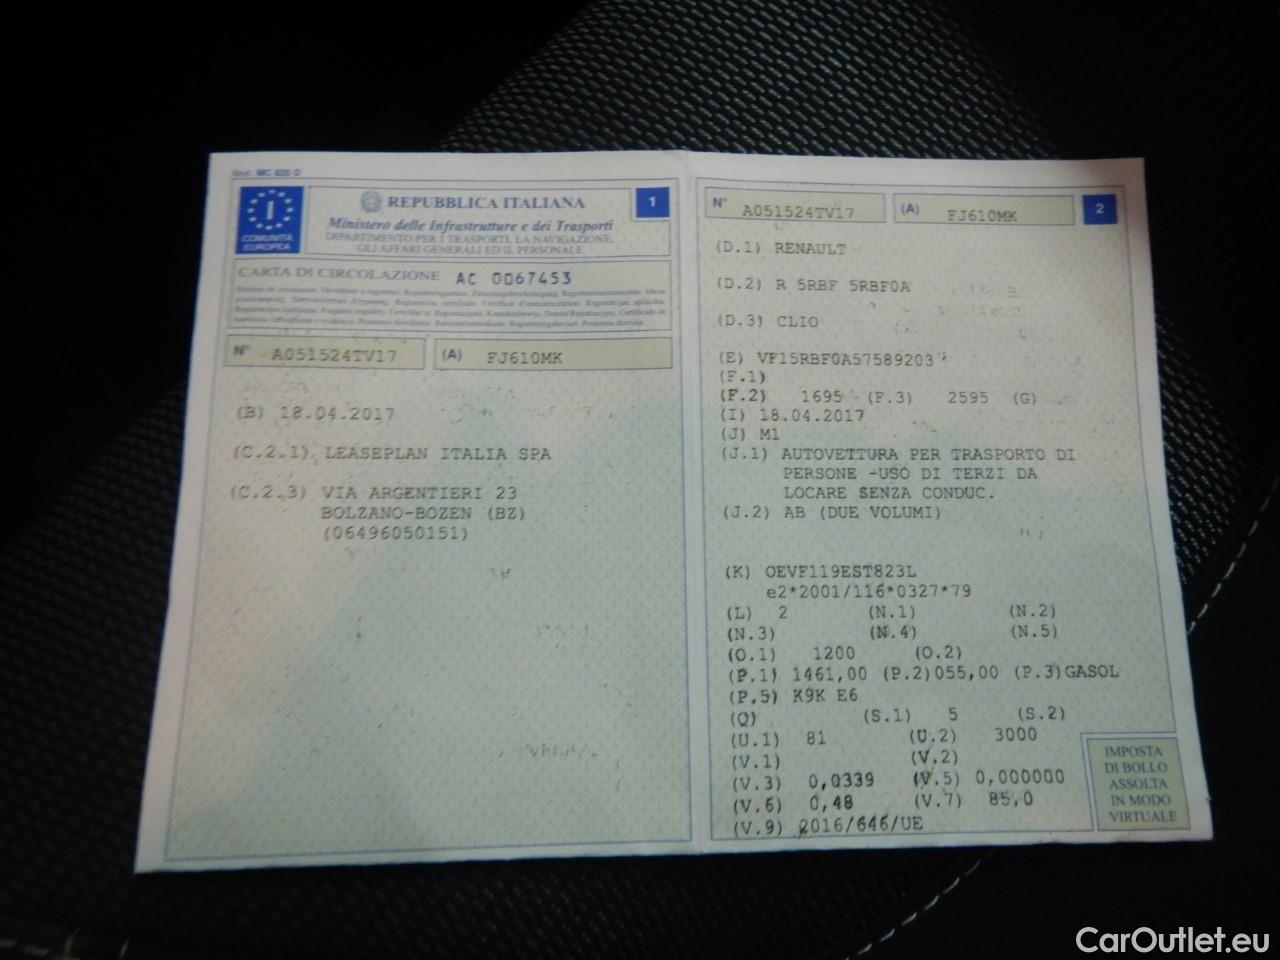 Mod. MC 820 D
I
COMUNITÀ
EUROPEA
REPUBBLICA ITALIANA
1
Ministero delle Infrastrutture e dei Trasporti
DIPARTIMENTO PER I TRASPORTI, LA NAVIGAZIONE,
GLI AFFARI GENERALI ED IL PERSONALE
CARTA DI CIRCOLAZIONE AC 0067453
N° A051524TV17 (A) FJ610MK
(B) 18.04.2017
(C.2.1) LEASEPLAN ITALIA SPA
(C.2.3) VIA ARGENTIERI 23
BOLZANO-BOZEN (BZ)
(06496050151)
N° A051524TV17 (A) FJ610MK 2
(D.1) RENAULT
(D.2) R 5RBF 5RBF0A
(D.3) CLIO
(E) VF15RBF0A57589203
(F.1)
(F.2) 1695 (F.3) 2595 (G)
(I) 18.04.2017
(J) M1
(J.1) AUTOVETTURA PER TRASPORTO DI
PERSONE -USO DI TERZI DA
LOCARE SENZA CONDUC.
(J.2) AB (DUE VOLUMI)
(K) OEVF119EST823L
e2*2001/116*0327*79
(L) 2 (N.1) (N.2)
(N.3) (N.4) (N.5)
(O.1) 1200 (O.2)
(P.1) 1461,00 (P.2)055,00 (P.3)GASOL
(P.5) K9K E6
(Q) (S.1) 5 (S.2)
(U.1) 81 (U.2) 3000
(V.1) (V.2)
(V.3) 0,0339 (V.5) 0,000000
(V.6) 0,48 (V.7) 85,0
(V.9) 2016/646/UE
IMPOSTA
DI BOLLO
ASSOLTA
IN MODO
VIRTUALE
CarOutlet.eu